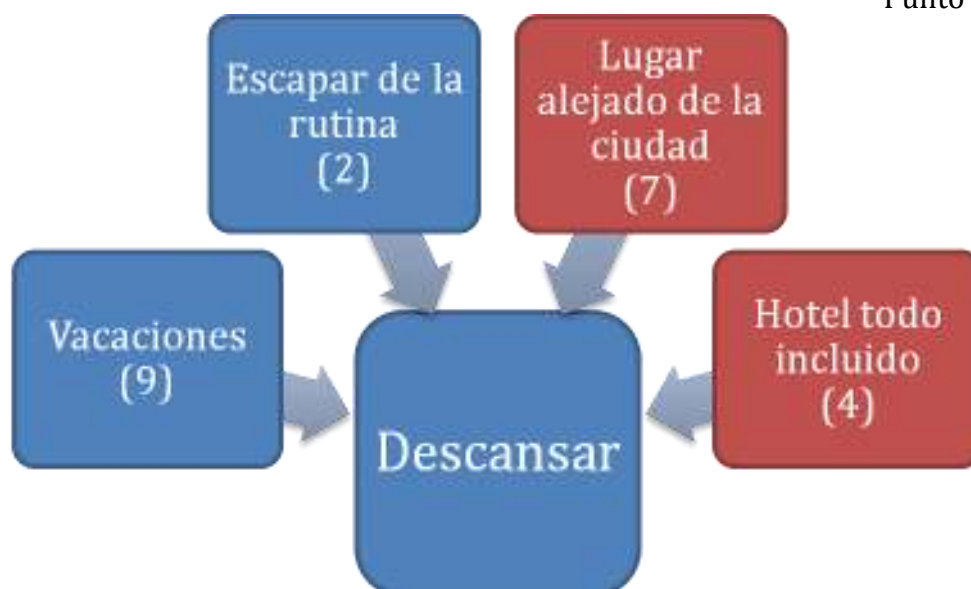 Punto
Escapar de la
rutina
(2)
Lugar
alejado de la
ciudad
(7)
Vacaciones
(9)
Hotel todo
incluido
(4)
Descansar